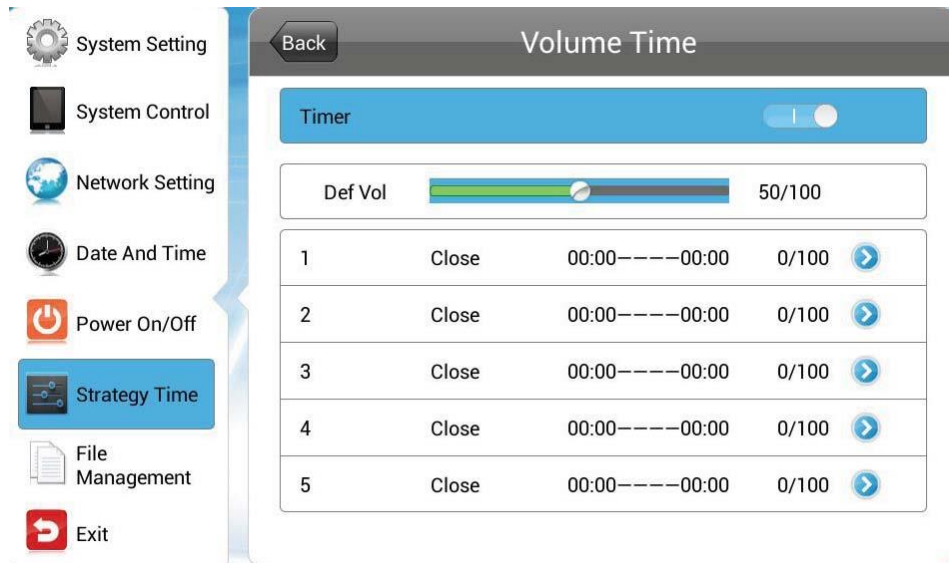 System Setting
System Control
Network Setting
Date And Time
Power On/Off
Strategy Time
File
Management
Exit
Back
Volume Time
Timer
Def Vol 50/100
1 Close 00:00————00:00 0/100
2 Close 00:00————00:00 0/100
3 Close 00:00————00:00 0/100
4 Close 00:00————00:00 0/100
5 Close 00:00————00:00 0/100